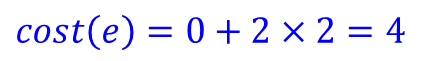 cost(e) = 0 + 2 × 2 = 4